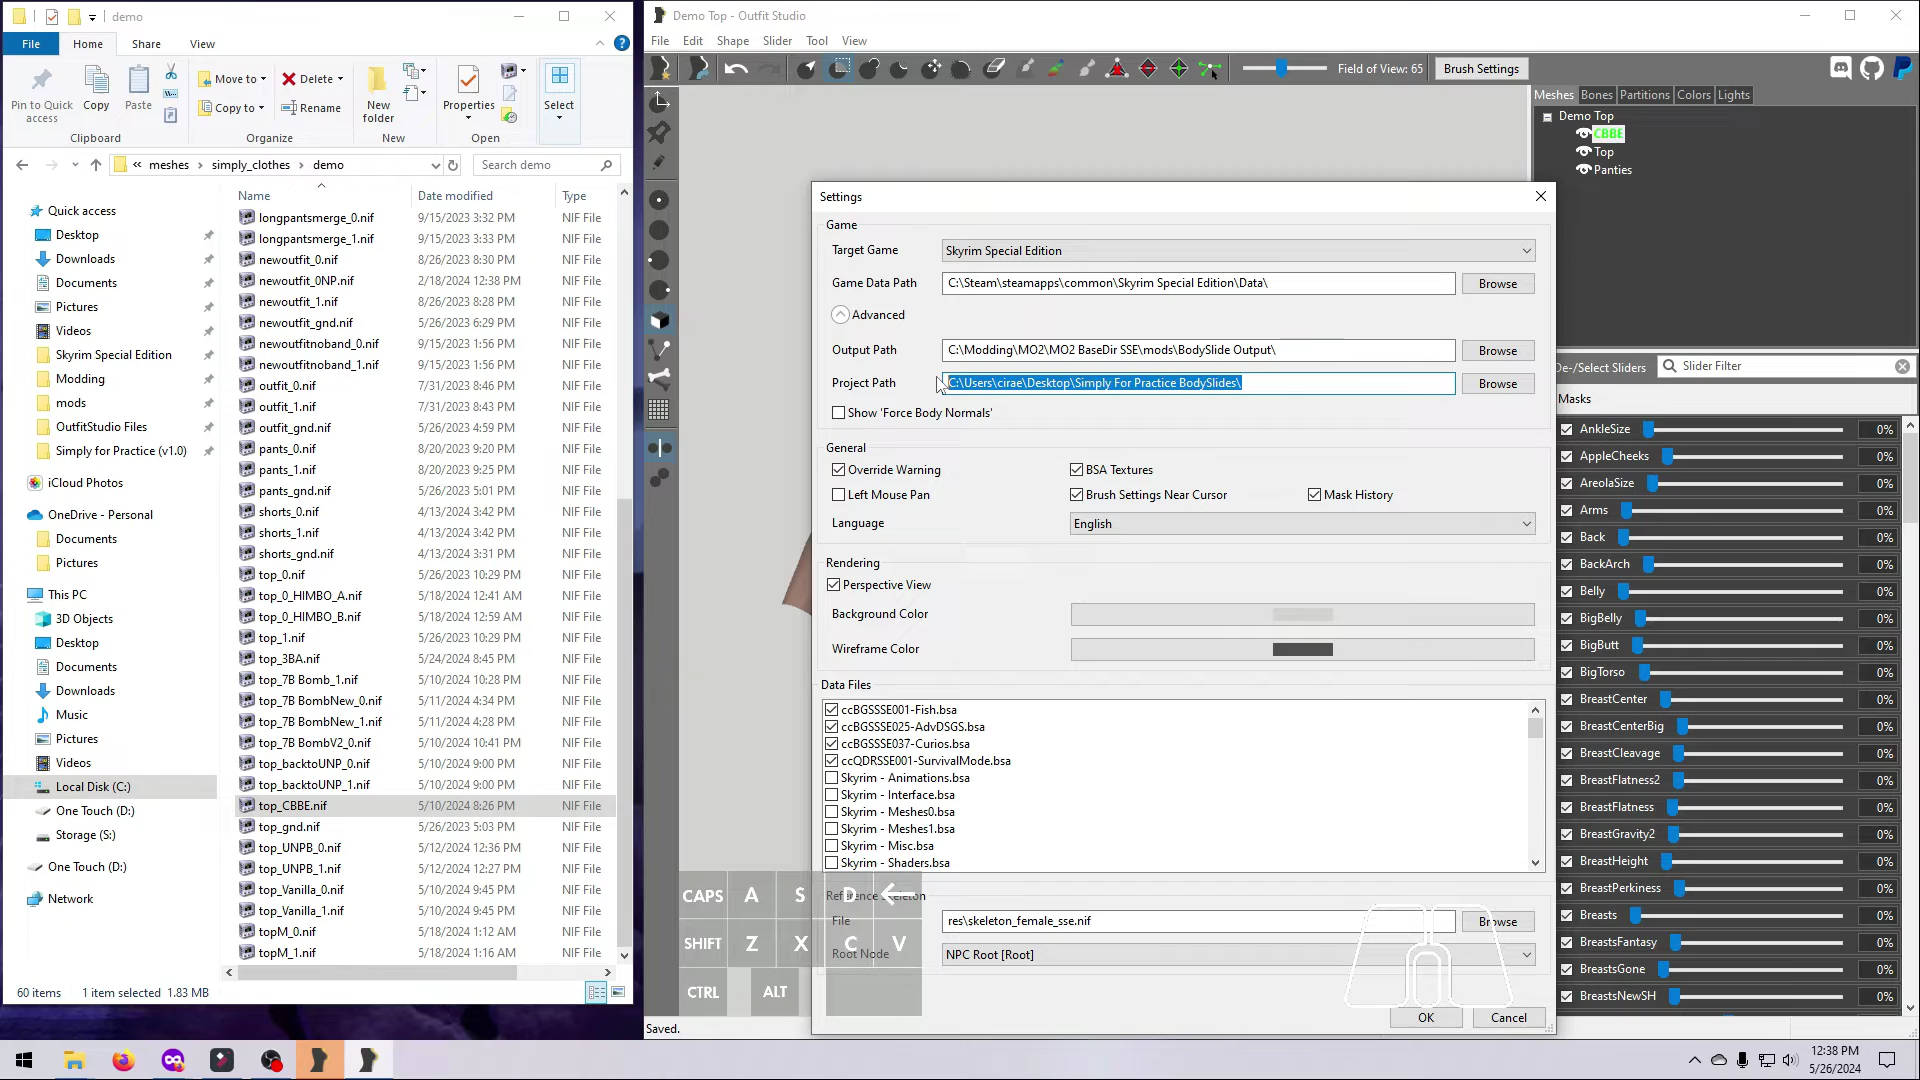 demo
File
Home
Share
View
Pin to Quick access
Copy
Paste
Move to
Copy to
Delete
Rename
New folder
Properties
Select
Clipboard
Organize
New
Open
« meshes > simply_clothes > demo
Search demo
Quick access
Desktop
Downloads
Documents
Pictures
Videos
Skyrim Special Edition
Modding
mods
OutfitStudio Files
Simply for Practice (v1.0)
iCloud Photos
OneDrive - Personal
Documents
Pictures
This PC
3D Objects
Desktop
Documents
Downloads
Music
Pictures
Videos
Local Disk (C:)
One Touch (D:)
Storage (S:)
One Touch (D:)
Network
Name Date modified Type
longpantsmerge_0.nif 9/15/2023 3:32 PM NIF File
longpantsmerge_1.nif 9/15/2023 3:33 PM NIF File
newoutfit_0.nif 8/26/2023 8:30 PM NIF File
newoutfit_0NP.nif 2/18/2024 12:38 PM NIF File
newoutfit_1.nif 8/26/2023 8:28 PM NIF File
newoutfit_gnd.nif 5/26/2023 6:29 PM NIF File
newoutfitnoband_0.nif 9/15/2023 1:56 PM NIF File
newoutfitnoband_1.nif 9/15/2023 1:56 PM NIF File
outfit_0.nif 7/31/2023 8:46 PM NIF File
outfit_1.nif 7/31/2023 8:43 PM NIF File
outfit_gnd.nif 5/26/2023 4:59 PM NIF File
pants_0.nif 8/20/2023 9:20 PM NIF File
pants_1.nif 8/20/2023 9:25 PM NIF File
pants_gnd.nif 5/26/2023 5:01 PM NIF File
shorts_0.nif 4/13/2024 3:42 PM NIF File
shorts_1.nif 4/13/2024 3:42 PM NIF File
shorts_gnd.nif 4/13/2024 3:31 PM NIF File
top_0.nif 5/26/2023 10:29 PM NIF File
top_0_HIMBO_A.nif 5/18/2024 12:41 AM NIF File
top_0_HIMBO_B.nif 5/18/2024 12:59 AM NIF File
top_1.nif 5/26/2023 10:29 PM NIF File
top_3BA.nif 5/24/2024 8:45 PM NIF File
top_7B Bomb_1.nif 5/10/2024 10:28 PM NIF File
top_7B BombNew_0.nif 5/11/2024 4:34 PM NIF File
top_7B BombNew_1.nif 5/11/2024 4:28 PM NIF File
top_7B BombV2_0.nif 5/10/2024 10:41 PM NIF File
top_backtoUNP_0.nif 5/10/2024 9:00 PM NIF File
top_backtoUNP_1.nif 5/10/2024 9:00 PM NIF File
top_CBBE.nif 5/10/2024 8:26 PM NIF File
top_gnd.nif 5/26/2023 5:03 PM NIF File
top_UNPB_0.nif 5/12/2024 12:36 PM NIF File
top_UNPB_1.nif 5/12/2024 12:27 PM NIF File
top_Vanilla_0.nif 5/10/2024 9:45 PM NIF File
top_Vanilla_1.nif 5/10/2024 9:45 PM NIF File
topM_0.nif 5/18/2024 1:12 AM NIF File
topM_1.nif 5/18/2024 1:16 AM NIF File
60 items 1 item selected 1.83 MB
Demo Top - Outfit Studio
File Edit Shape Slider Tool View
Field of View: 65
Brush Settings
Meshes Bones Partitions Colors Lights
Demo Top
CBBE
Top
Panties
Settings
Game
Target Game Skyrim Special Edition
Game Data Path C:\Steam\steamapps\common\Skyrim Special Edition\Data\ Browse
Advanced
Output Path C:\Modding\MO2\MO2 BaseDir SSE\mods\BodySlide Output\ Browse
Project Path C:\Users\cirae\Desktop\Simply For Practice BodySlides\ Browse
Show 'Force Body Normals'
General
Override Warning BSA Textures
Left Mouse Pan Brush Settings Near Cursor Mask History
Language English
Rendering
Perspective View
Background Color
Wireframe Color
Data Files
ccBGSSSE001-Fish.bsa
ccBGSSSE025-AdvDSGS.bsa
ccBGSSSE037-Curios.bsa
ccQDRSSE001-SurvivalMode.bsa
Skyrim - Animations.bsa
Skyrim - Interface.bsa
Skyrim - Meshes0.bsa
Skyrim - Meshes1.bsa
Skyrim - Misc.bsa
Skyrim - Shaders.bsa
Reference Skeleton
File res\skeleton_female_sse.nif Browse
Root Node NPC Root [Root]
OK Cancel
CAPS A S D
SHIFT Z X C V
CTRL ALT
De-/Select Sliders Slider Filter
Masks
AnkleSize 0%
AppleCheeks 0%
AreolaSize 0%
Arms 0%
Back 0%
BackArch 0%
Belly 0%
BigBelly 0%
BigButt 0%
BigTorso 0%
BreastCenter 0%
BreastCenterBig 0%
BreastCleavage 0%
BreastFlatness2 0%
BreastFlatness 0%
BreastGravity2 0%
BreastHeight 0%
BreastPerkiness 0%
Breasts 0%
BreastsFantasy 0%
BreastsGone 0%
BreastsNewSH 0%
Saved.
12:38 PM
5/26/2024